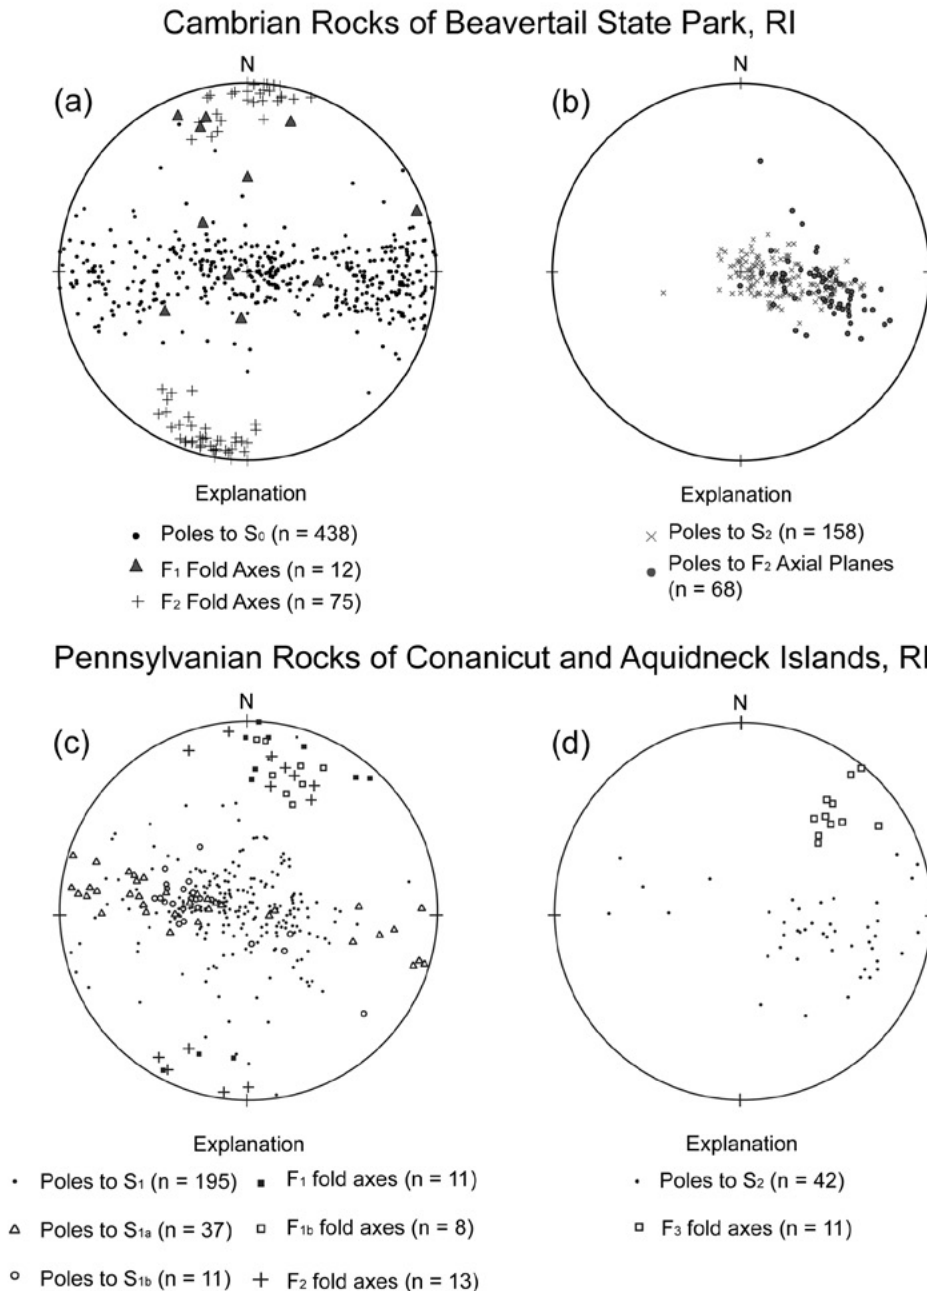 Cambrian Rocks of Beavertail State Park, RI
(a)
N
(b)
N
Explanation
Poles to S₀ (n = 438)
F₁ Fold Axes (n = 12)
F₂ Fold Axes (n = 75)
Explanation
Poles to S₂ (n = 158)
Poles to F₂ Axial Planes
(n = 68)
Pennsylvanian Rocks of Conanicut and Aquidneck Islands, RI
(c)
N
(d)
N
Explanation
Poles to S₁ (n = 195)
F₁ fold axes (n = 11)
Poles to S₁ₐ (n = 37)
F1b fold axes (n = 8)
Poles to S1b (n = 11)
F₂ fold axes (n = 13)
Explanation
Poles to S₂ (n = 42)
F₃ fold axes (n = 11)